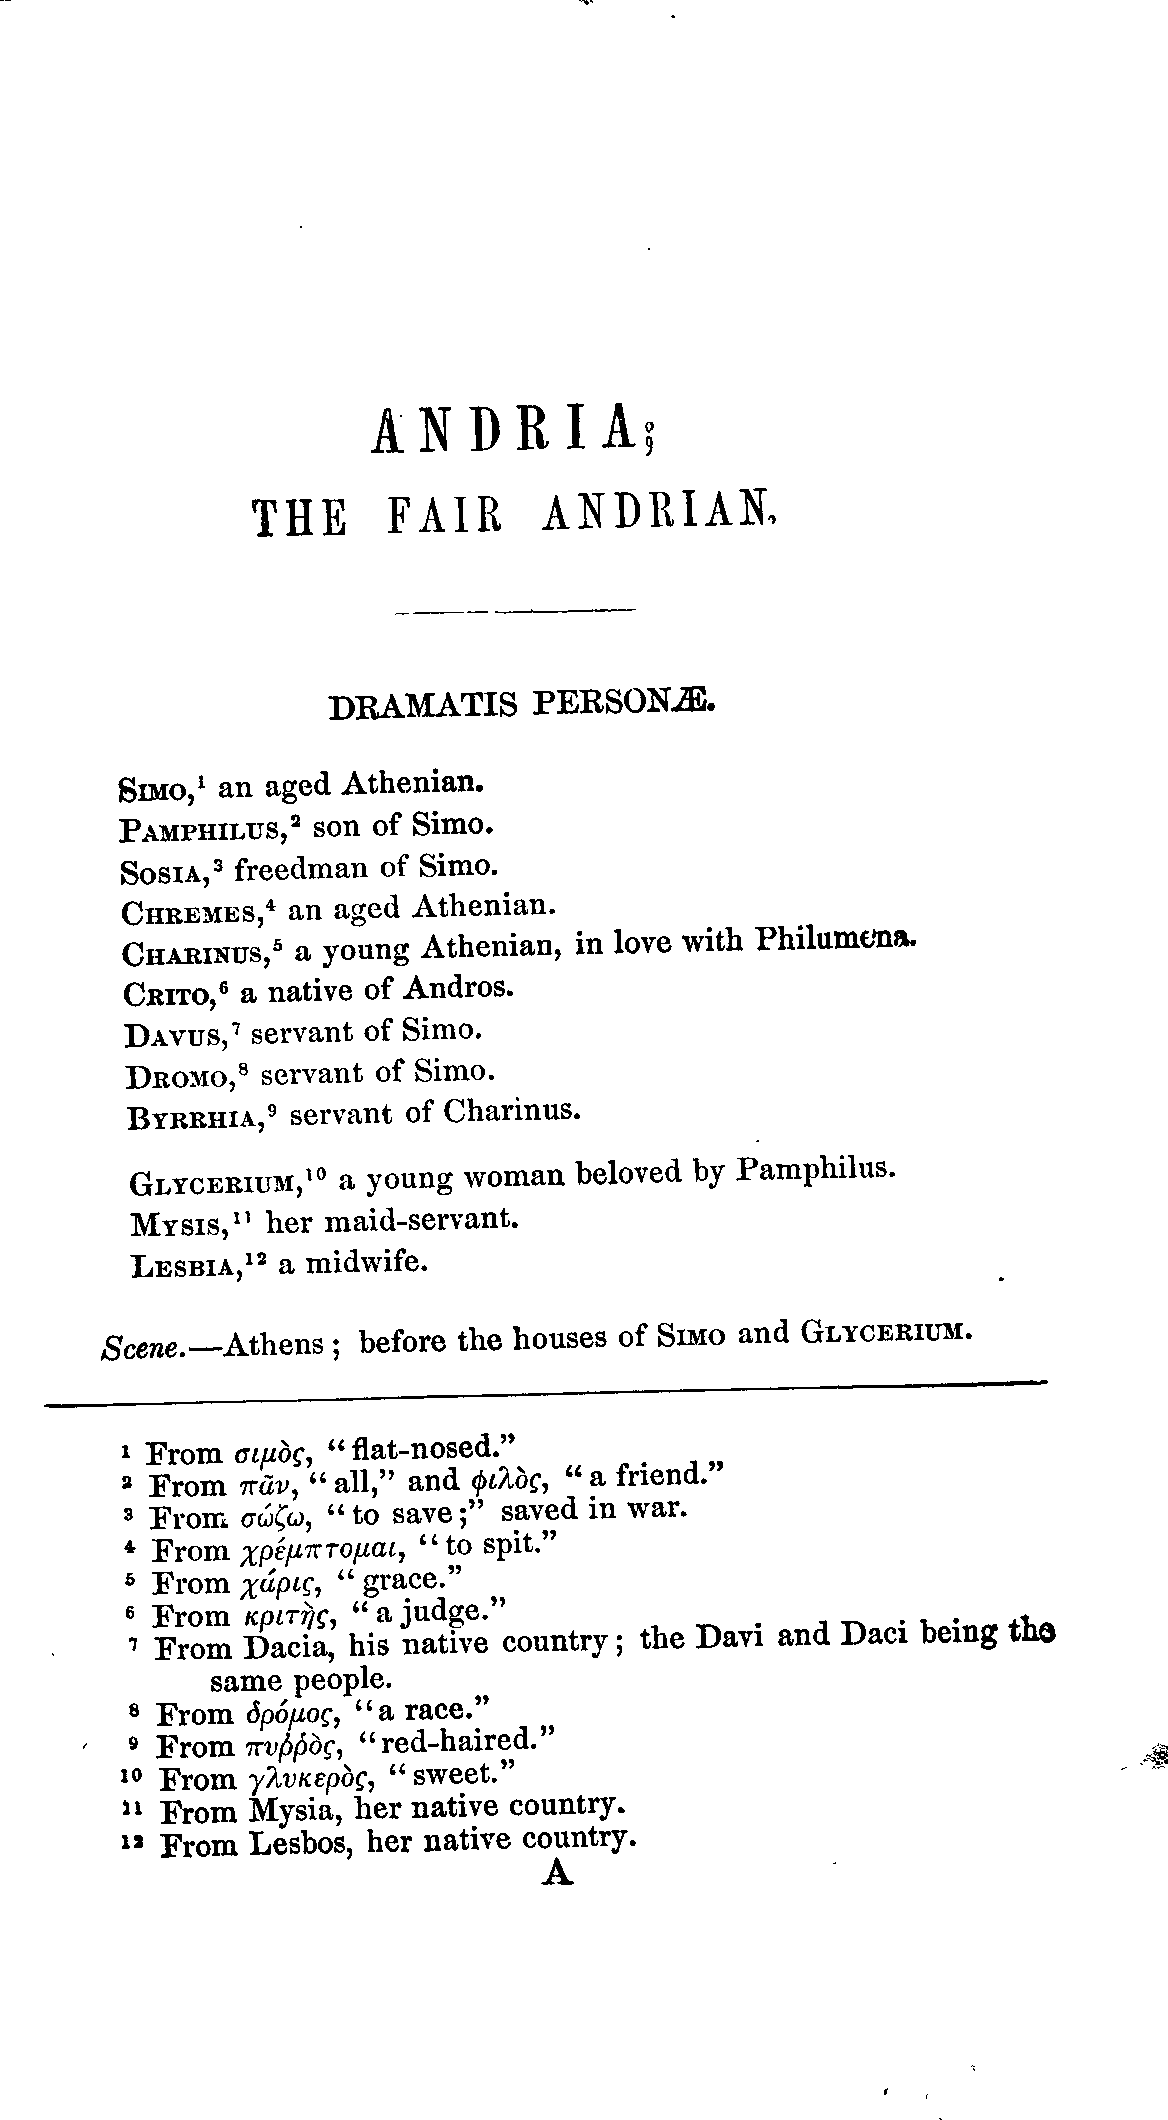 ANDRIA;
THE FAIR ANDRIAN.
DRAMATIS PERSONÆ.
SIMO,¹ an aged Athenian.
PAMPHILUS,² son of Simo.
SOSIA,³ freedman of Simo.
CHREMES,⁴ an aged Athenian.
CHARINUS,⁵ a young Athenian, in love with Philumena.
CRITO,⁶ a native of Andros.
DAVUS,⁷ servant of Simo.
DROMO,⁸ servant of Simo.
BYRRHIA,⁹ servant of Charinus.
GLYCERIUM,¹⁰ a young woman beloved by Pamphilus.
MYSIS,¹¹ her maid-servant.
LESBIA,¹² a midwife.
Scene.—Athens; before the houses of SIMO and GLYCERIUM.
¹ From σιμὸς, “flat-nosed.”
² From πᾶν, “all,” and φιλὸς, “a friend.”
³ From σώζω, “to save;” saved in war.
⁴ From χρέμπτομαι, “to spit.”
⁵ From χάρις, “grace.”
⁶ From κριτὴς, “a judge.”
⁷ From Dacia, his native country; the Davi and Daci being the
same people.
⁸ From δρόμος, “a race.”
⁹ From πυῤῥὸς, “red-haired.”
¹⁰ From γλυκερὸς, “sweet.”
¹¹ From Mysia, her native country.
¹² From Lesbos, her native country.
A